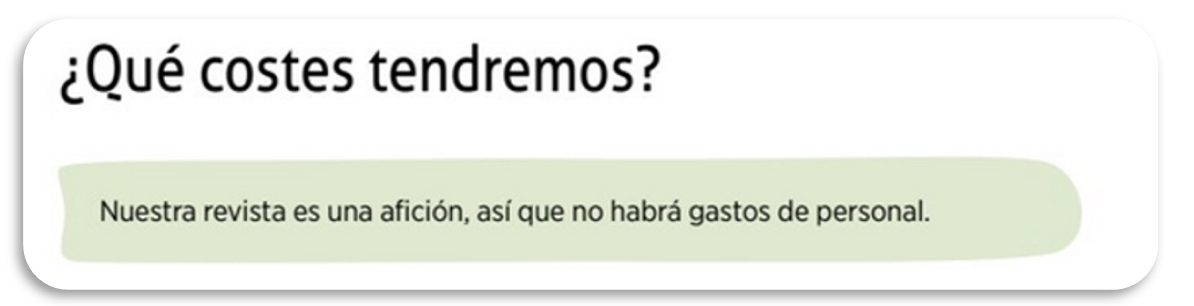 ¿Qué costes tendremos?
Nuestra revista es una afición, así que no habrá gastos de personal.